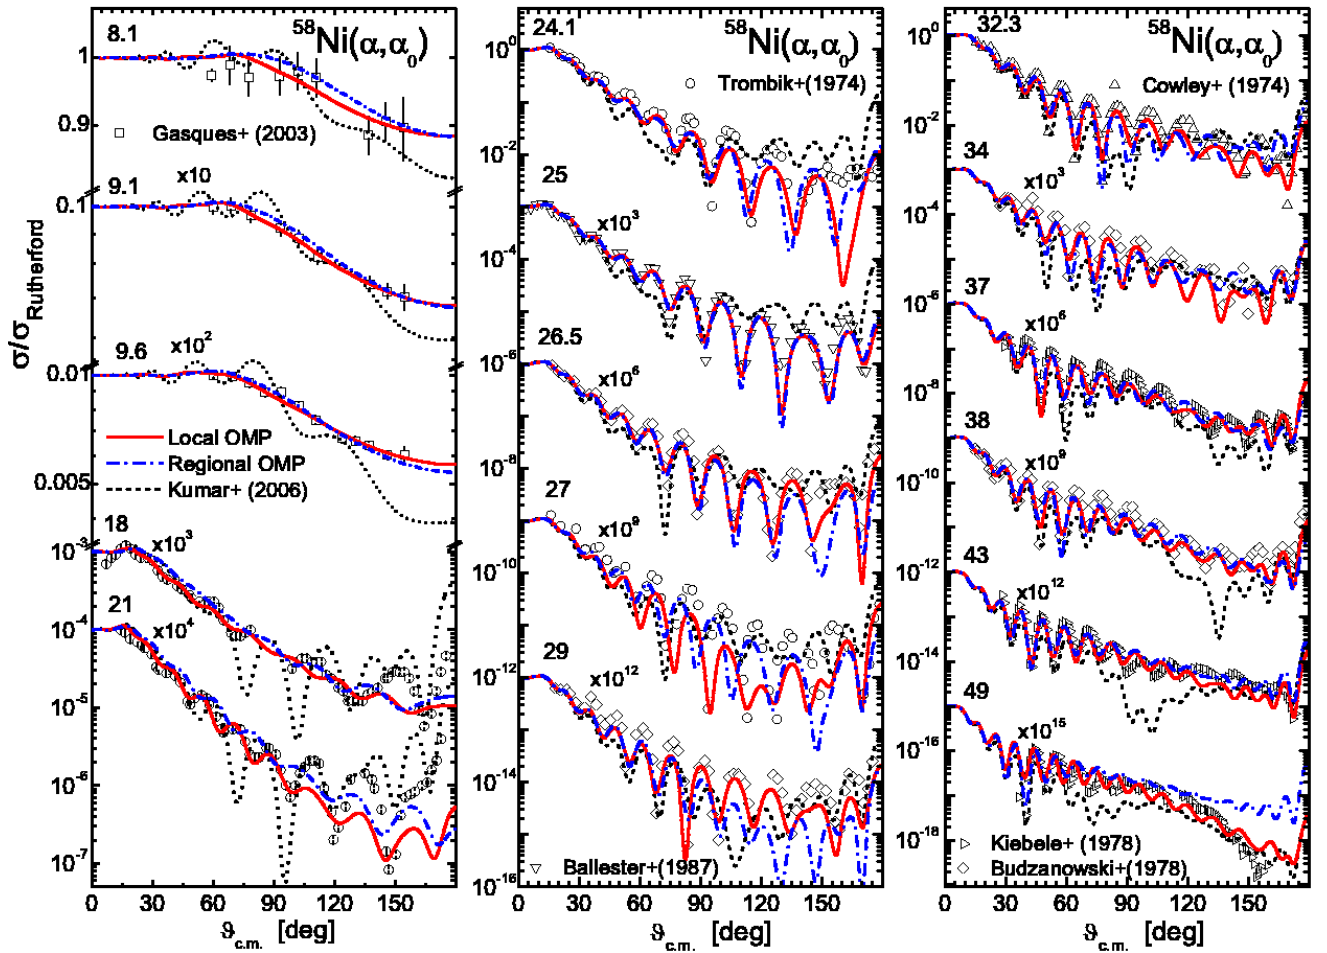 8.1
⁵⁸Ni(α,α₀)
1
0.9
Gasques+ (2003)
9.1
x10
0.1
9.6
x10²
0.01
Local OMP
Regional OMP
Kumar+ (2006)
0.005
18
x10³
10⁻³
21
x10⁴
10⁻⁴
10⁻⁵
10⁻⁶
10⁻⁷
0 30 60 90 120 150
ϑc.m. [deg]
σ/σRutherford
24.1
⁵⁸Ni(α,α₀)
10⁰
Trombik+(1974)
10⁻²
25
x10³
10⁻⁴
26.5
10⁻⁶
x10⁶
10⁻⁸
27
x10⁹
10⁻¹⁰
29
10⁻¹²
x10¹²
10⁻¹⁴
Ballester+(1987)
10⁻¹⁶
0 30 60 90 120 150
ϑc.m. [deg]
32.3
⁵⁸Ni(α,α₀)
10⁰
Cowley+ (1974)
10⁻²
34
x10³
10⁻⁴
37
10⁻⁶
x10⁶
10⁻⁸
38
x10⁹
10⁻¹⁰
43
10⁻¹²
x10¹²
10⁻¹⁴
49
x10¹⁵
10⁻¹⁶
10⁻¹⁸
Kiebele+ (1978)
Budzanowski+(1978)
0 30 60 90 120 150
ϑc.m. [deg]